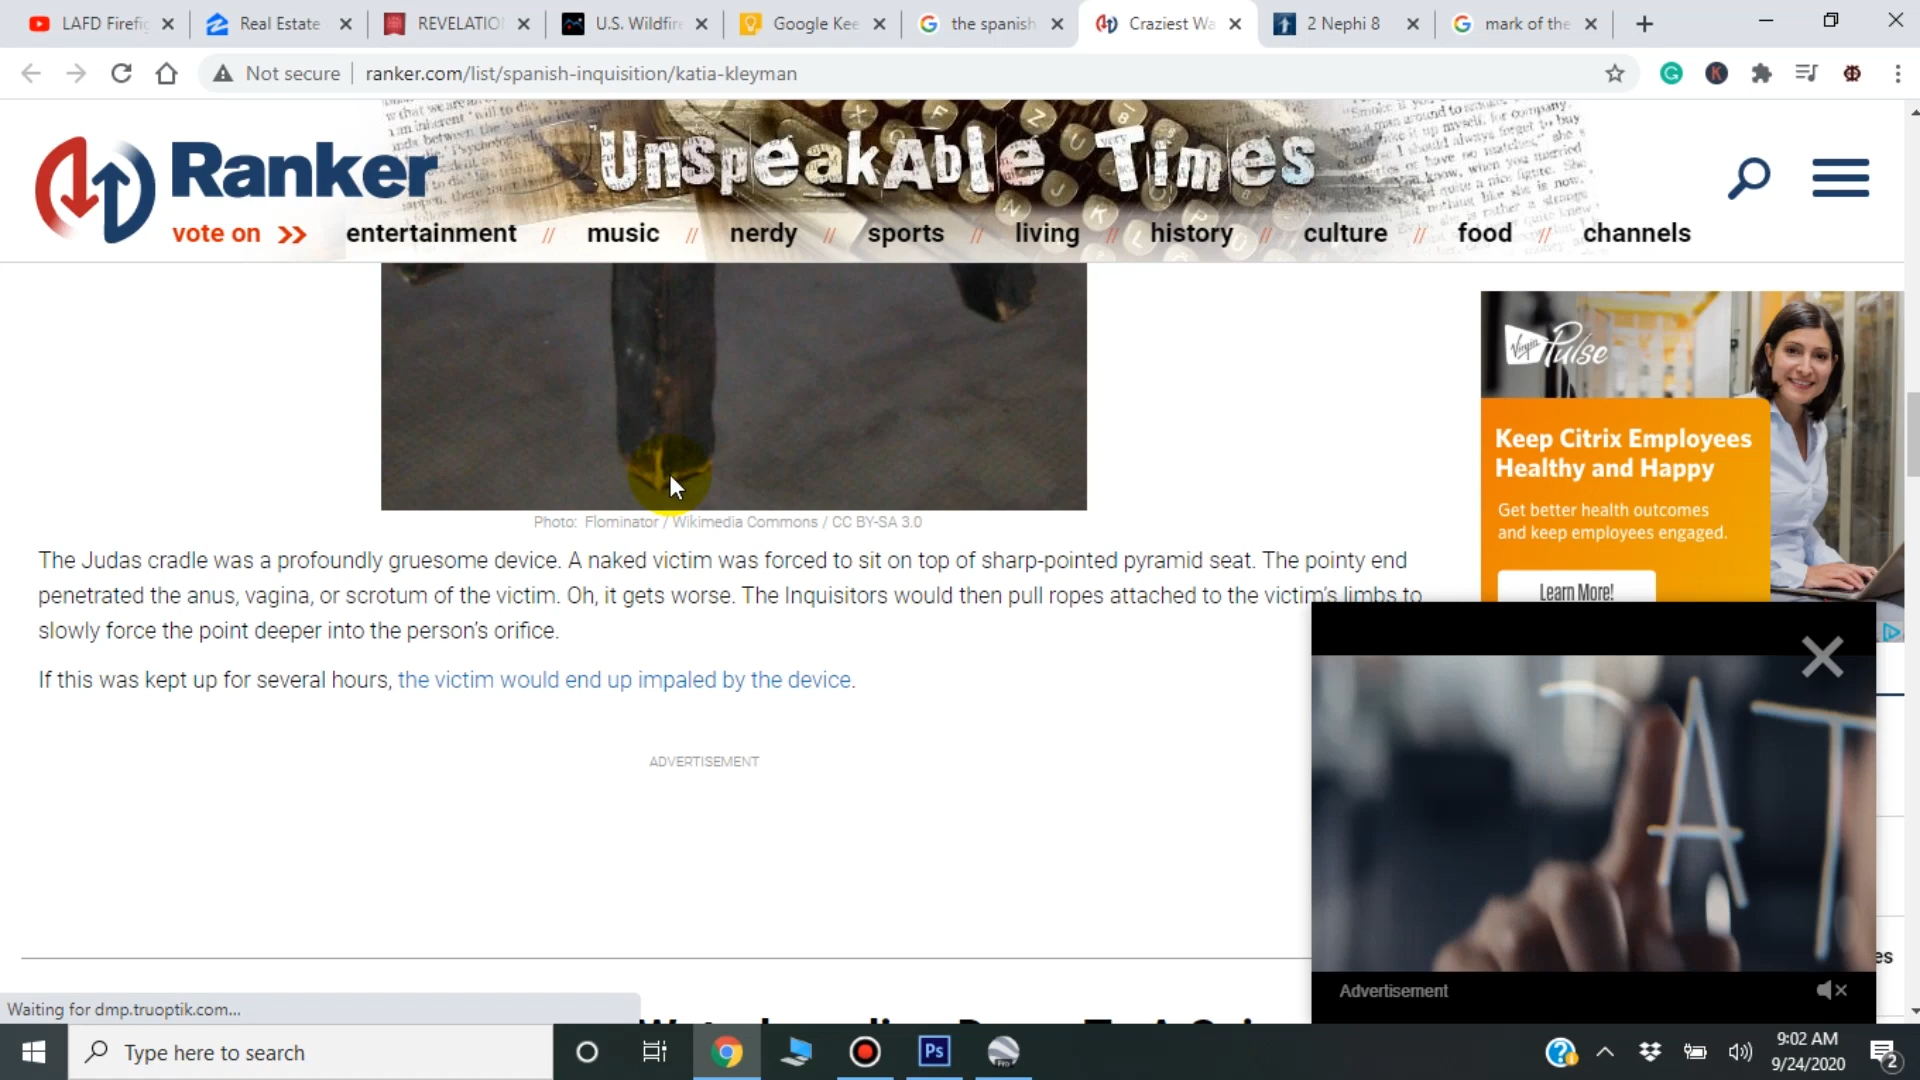 LAFD Firefig
Real Estate
REVELATIO
U.S. Wildfire
Google Kee
the spanish
Craziest Wa
2 Nephi 8
mark of the
Not secure
ranker.com/list/spanish-inquisition/katia-kleyman
Ranker
UnspeakAble Times
vote on >>
entertainment // music // nerdy // sports // living // history // culture // food // channels
Virgin Pulse
Keep Citrix Employees
Healthy and Happy
Get better health outcomes
and keep employees engaged.
Learn More!
Photo: Flominator / Wikimedia Commons / CC BY-SA 3.0
The Judas cradle was a profoundly gruesome device. A naked victim was forced to sit on top of sharp-pointed pyramid seat. The pointy end
penetrated the anus, vagina, or scrotum of the victim. Oh, it gets worse. The Inquisitors would then pull ropes attached to the victim's limbs to
slowly force the point deeper into the person's orifice.
If this was kept up for several hours, the victim would end up impaled by the device.
ADVERTISEMENT
AT
es
Advertisement
Waiting for dmp.truoptik.com...
Type here to search
Ps
9:02 AM
9/24/2020
2